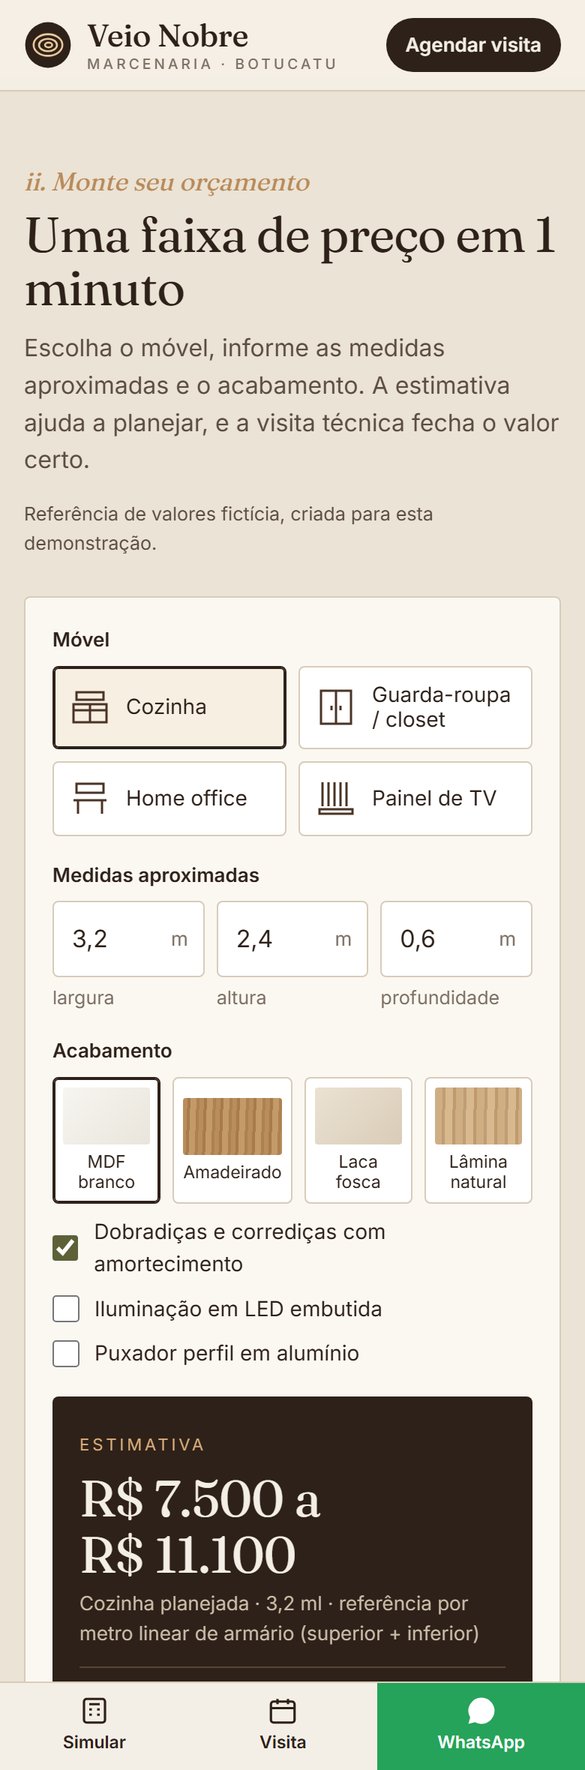 Veio Nobre
MARCENARIA · BOTUCATU
Agendar visita
ii. Monte seu orçamento
Uma faixa de preço em 1
minuto
Escolha o móvel, informe as medidas
aproximadas e o acabamento. A estimativa
ajuda a planejar, e a visita técnica fecha o valor
certo.
Referência de valores fictícia, criada para esta
demonstração.
Móvel
Cozinha
Guarda-roupa
/ closet
Home office
Painel de TV
Medidas aproximadas
3,2 m
2,4 m
0,6 m
largura
altura
profundidade
Acabamento
MDF
branco
Amadeirado
Laca
fosca
Lâmina
natural
Dobradiças e corrediças com
amortecimento
Iluminação em LED embutida
Puxador perfil em alumínio
ESTIMATIVA
R$ 7.500 a
R$ 11.100
Cozinha planejada · 3,2 ml · referência por
metro linear de armário (superior + inferior)
Simular
Visita
WhatsApp